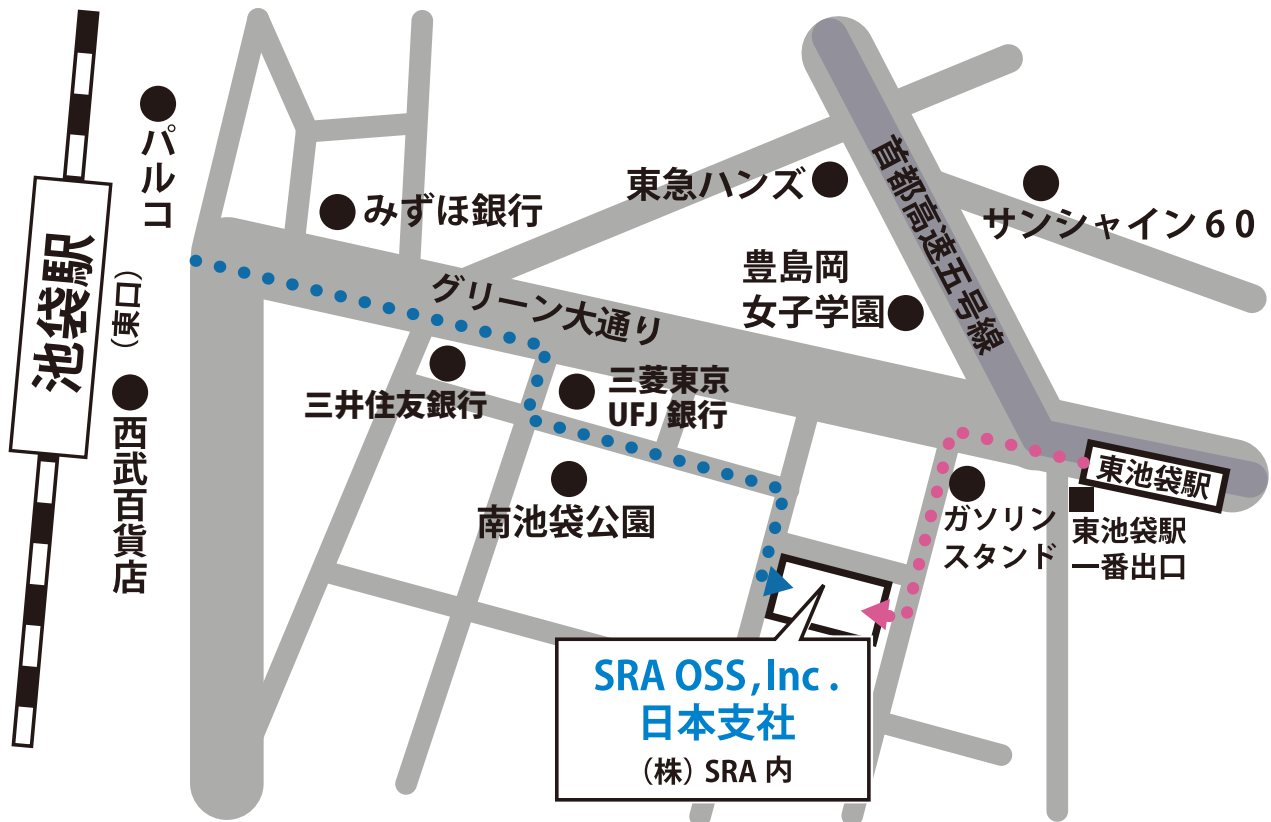 パルコ
池袋駅
(東口)
西武百貨店
みずほ銀行
東急ハンズ
首都高速五号線
サンシャイン60
豊島岡
女子学園
グリーン大通り
三井住友銀行
三菱東京
UFJ 銀行
南池袋公園
東池袋駅
ガソリン
スタンド
東池袋駅
一番出口
SRA OSS,Inc .
日本支社
(株) SRA 内